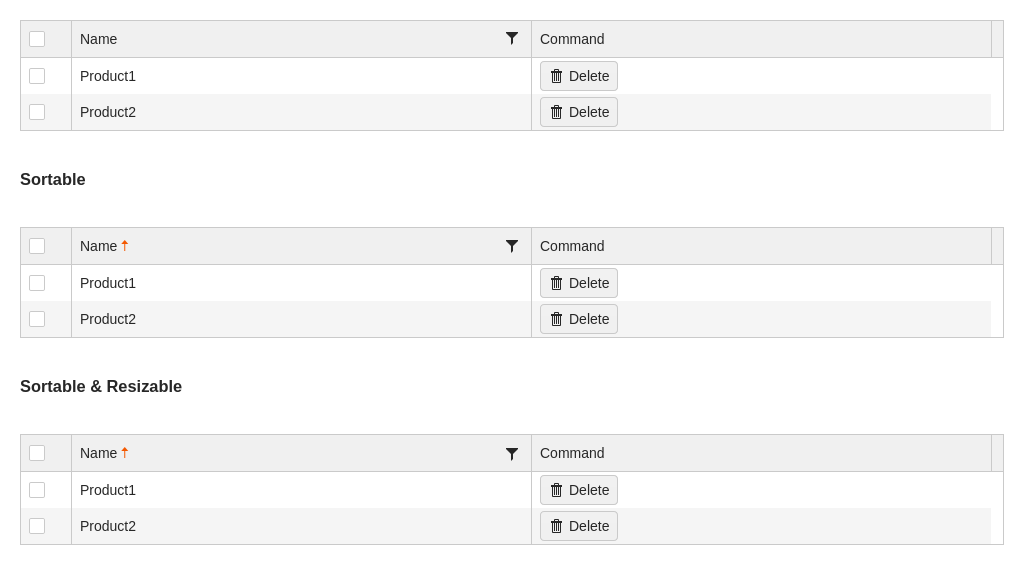 Name Command
Product1 Delete
Product2 Delete
Sortable
Name Command
Product1 Delete
Product2 Delete
Sortable & Resizable
Name Command
Product1 Delete
Product2 Delete